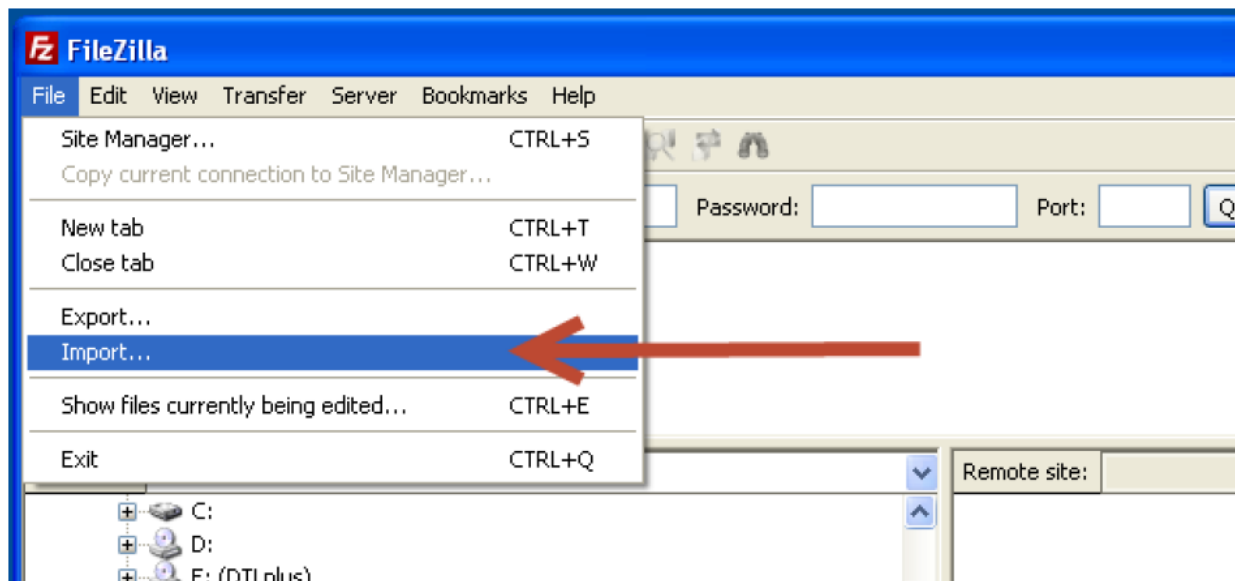 FileZilla
File Edit View Transfer Server Bookmarks Help
Site Manager... CTRL+S
Copy current connection to Site Manager...
Password: Port: Q
New tab CTRL+T
Close tab CTRL+W
Export...
Import...
Show files currently being edited... CTRL+E
Exit CTRL+Q
Remote site:
C:
D:
(DTLplus)